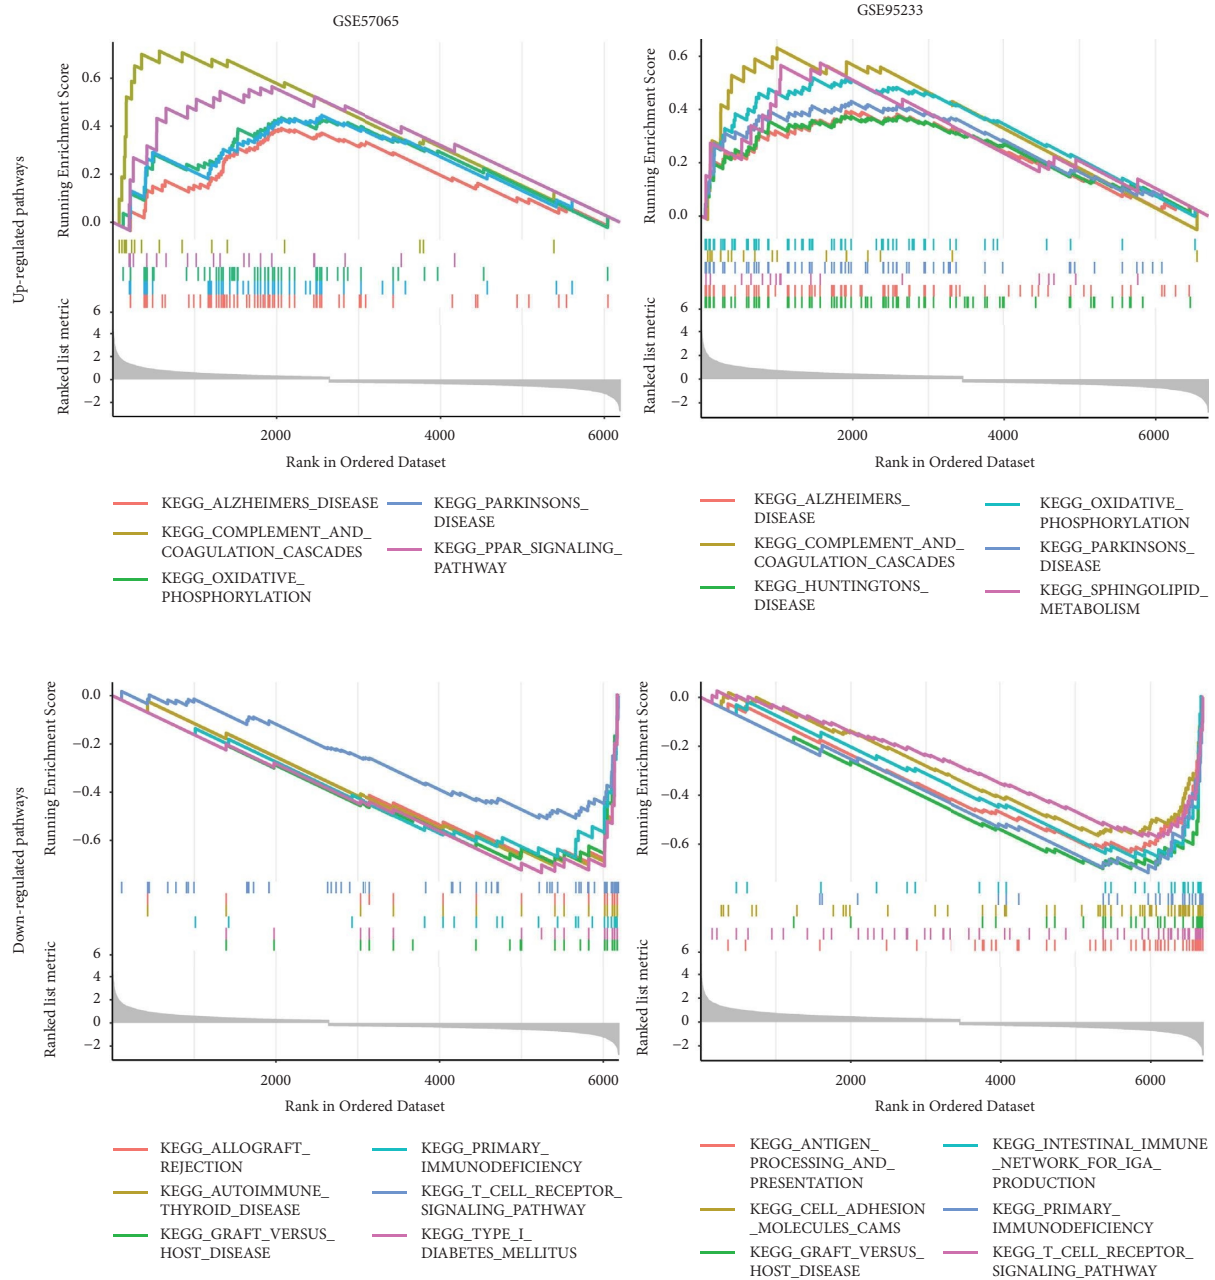 GSE57065
GSE95233
Up-regulated pathways
Running Enrichment Score
0.6
0.4
0.2
0.0
Ranked list metric
6
4
2
0
−2
2000
4000
6000
Rank in Ordered Dataset
Running Enrichment Score
0.6
0.4
0.2
0.0
Ranked list metric
6
4
2
0
−2
2000
4000
6000
Rank in Ordered Dataset
KEGG_ALZHEIMERS_DISEASE
KEGG_COMPLEMENT_AND_
COAGULATION_CASCADES
KEGG_OXIDATIVE_
PHOSPHORYLATION
KEGG_PARKINSONS_
DISEASE
KEGG_PPAR_SIGNALING_
PATHWAY
KEGG_ALZHEIMERS_
DISEASE
KEGG_COMPLEMENT_AND_
COAGULATION_CASCADES
KEGG_HUNTINGTONS_
DISEASE
KEGG_OXIDATIVE_
PHOSPHORYLATION
KEGG_PARKINSONS_
DISEASE
KEGG_SPHINGOLIPID_
METABOLISM
Down-regulated pathways
Running Enrichment Score
0.0
−0.2
−0.4
−0.6
Ranked list metric
6
4
2
0
−2
2000
4000
6000
Rank in Ordered Dataset
Running Enrichment Score
0.0
−0.2
−0.4
−0.6
Ranked list metric
6
4
2
0
−2
2000
4000
6000
Rank in Ordered Dataset
KEGG_ALLOGRAFT_
REJECTION
KEGG_AUTOIMMUNE_
THYROID_DISEASE
KEGG_GRAFT_VERSUS_
HOST_DISEASE
KEGG_PRIMARY_
IMMUNODEFICIENCY
KEGG_T_CELL_RECEPTOR_
SIGNALING_PATHWAY
KEGG_TYPE_I_
DIABETES_MELLITUS
KEGG_ANTIGEN_
PROCESSING_AND_
PRESENTATION
KEGG_CELL_ADHESION
_MOLECULES_CAMS
KEGG_GRAFT_VERSUS_
HOST_DISEASE
KEGG_INTESTINAL_IMMUNE
_NETWORK_FOR_IGA_
PRODUCTION
KEGG_PRIMARY_
IMMUNODEFICIENCY
KEGG_T_CELL_RECEPTOR_
SIGNALING_PATHWAY